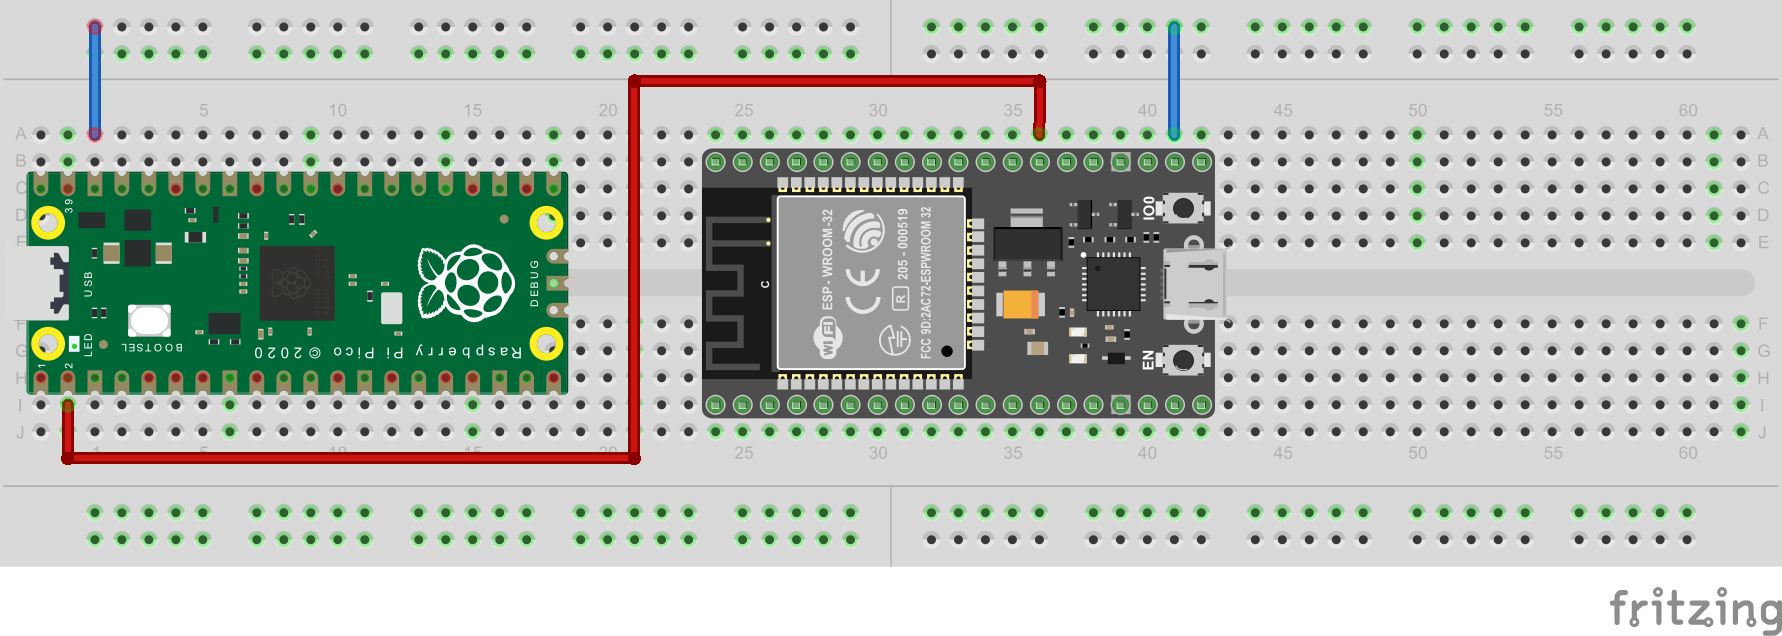 5 10 15 20 25 30 35 40 45 50 55 60
A A
B B
C C
D D
E E
39
USB
DEBUG
LED
BOOTSEL
Raspberry Pi Pico © 2020
1
2
C
ESP - WROOM-32
WiFi
CE
R
205 - 000519
FCC 9D:2AC72-ESPWROOM 32
IO0
EN
F F
G G
H H
I I
J J
25 30 35 40 45 50 55 60
fritzing